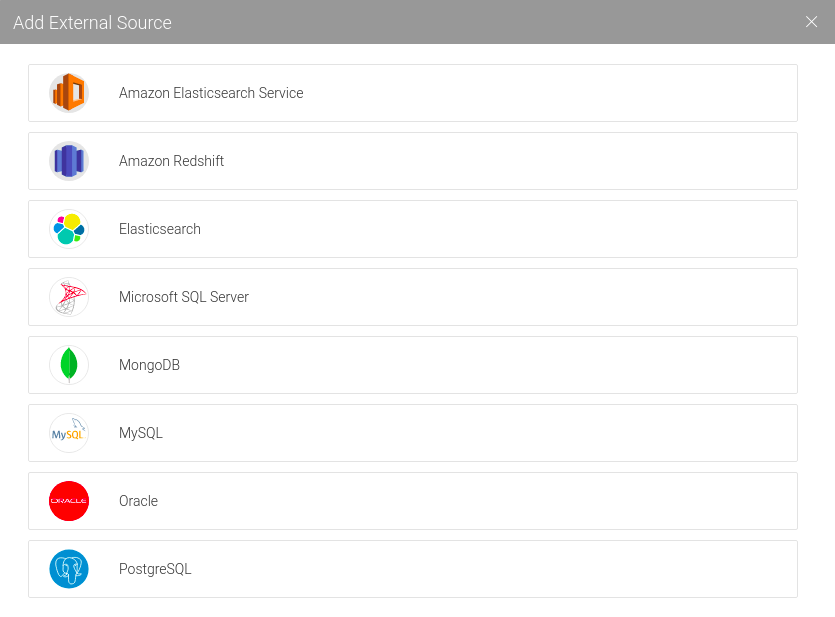 Add External Source
Amazon Elasticsearch Service
Amazon Redshift
Elasticsearch
Microsoft SQL Server
MongoDB
MySQL
MySQL
ORACLE
Oracle
PostgreSQL